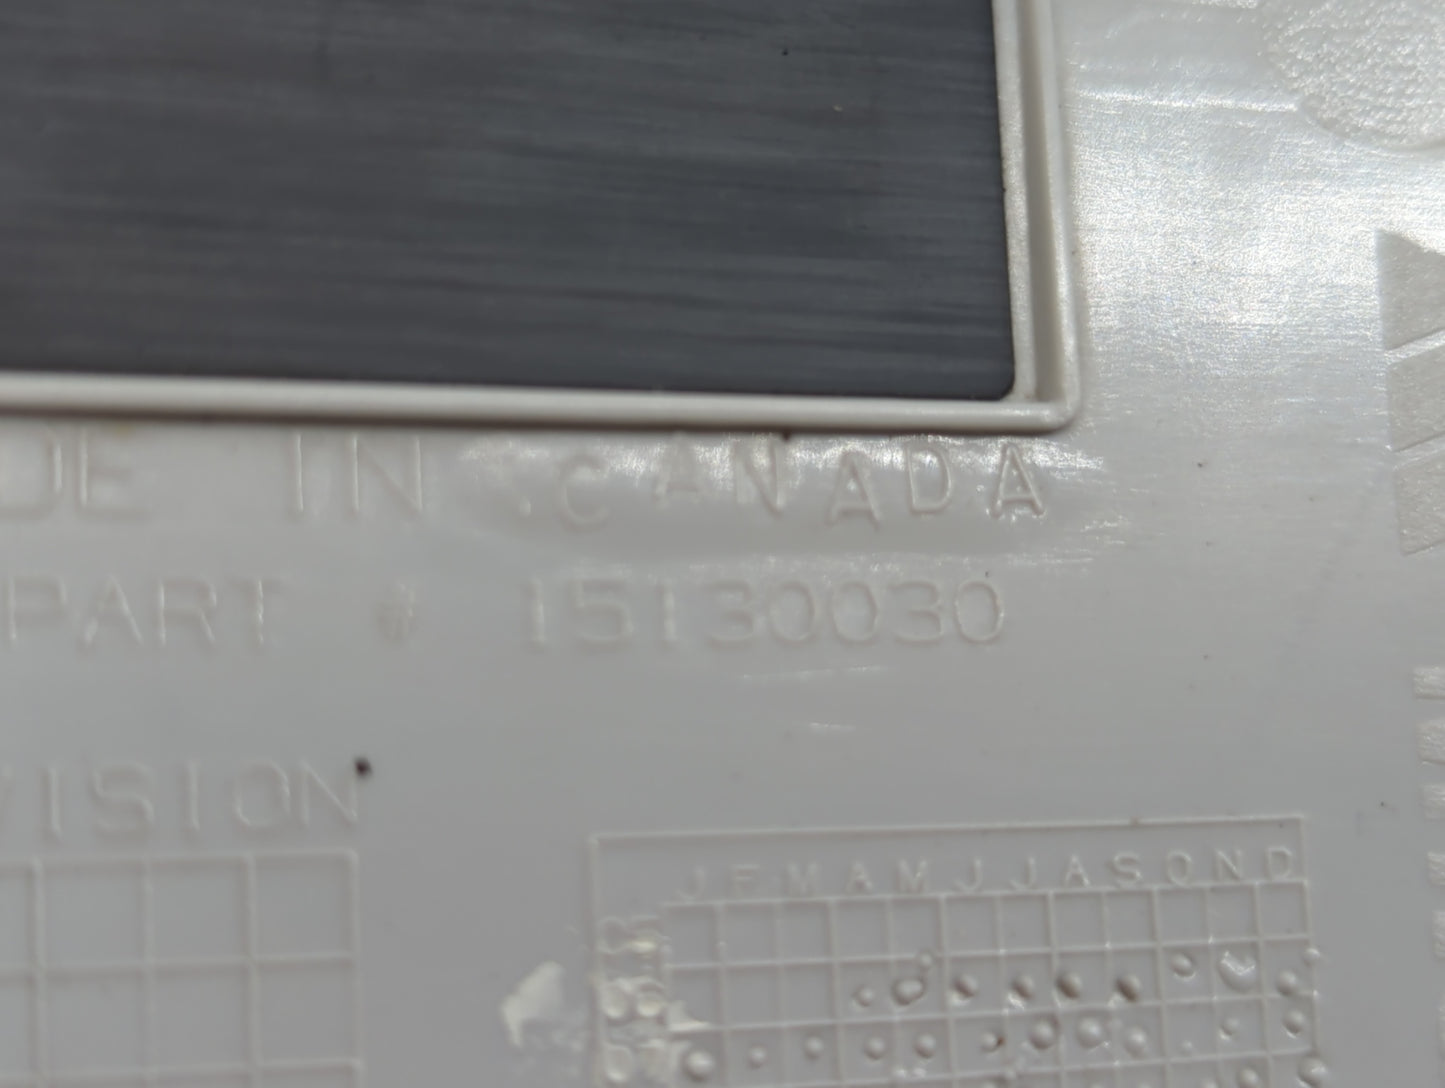 DE IN CANADA
PART # 15130030
VISION
J F M A M J J A S O N D